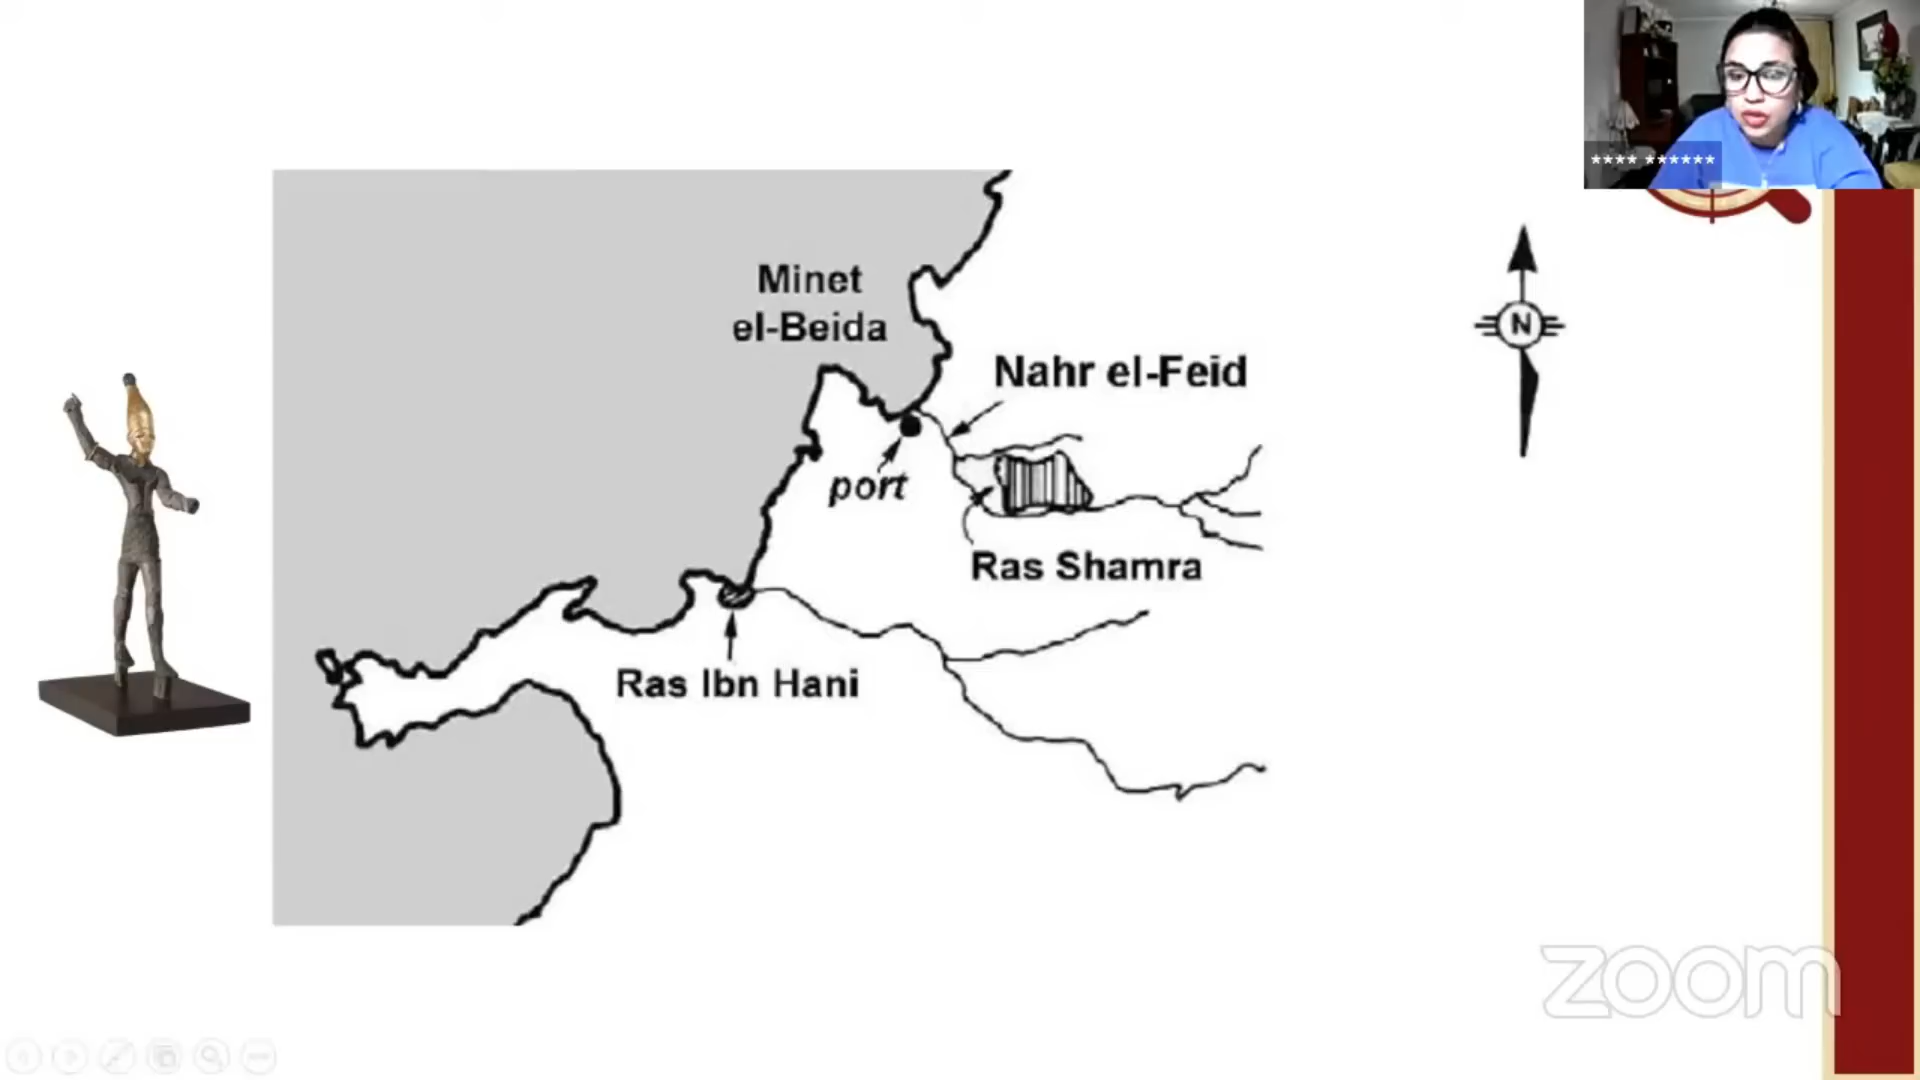 **** ******
Minet
el-Beida
Nahr el-Feid
N
port
Ras Shamra
Ras Ibn Hani
zoom